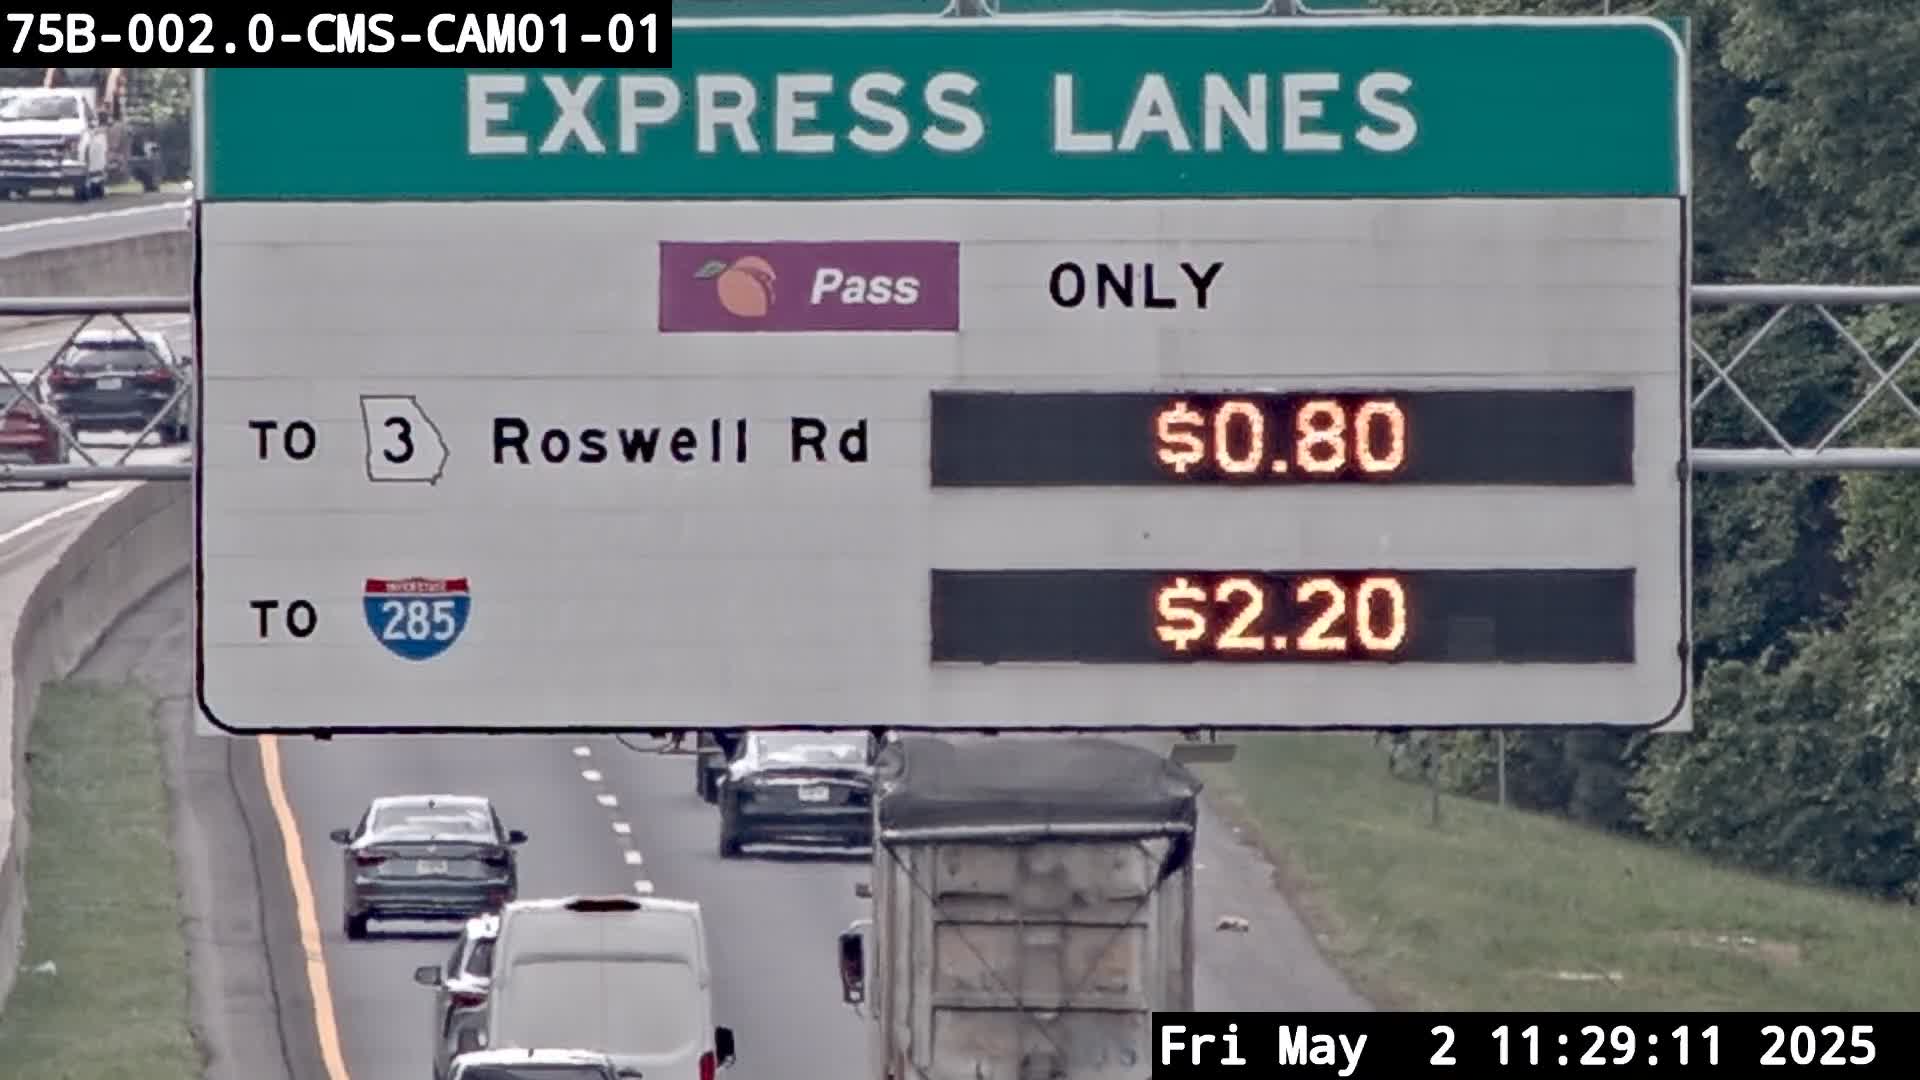 75B-002.0-CMS-CAM01-01
EXPRESS LANES
Pass ONLY
TO 3 Roswell Rd $0.80
TO INTERSTATE 285 $2.20
Fri May 2 11:29:11 2025